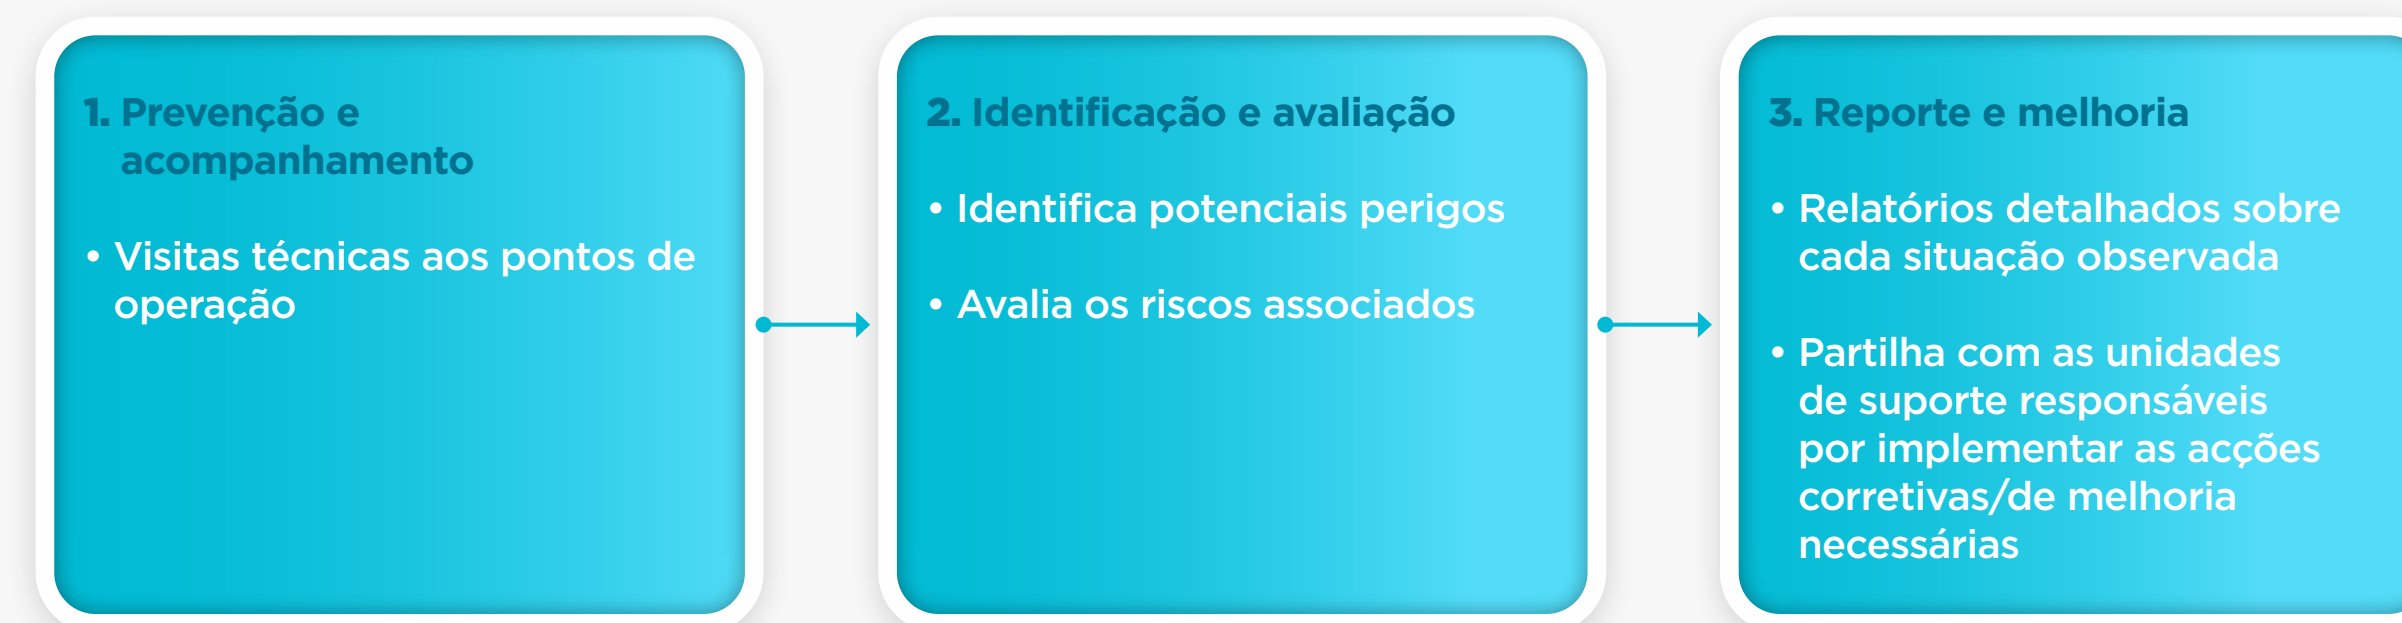 1. Prevenção e
acompanhamento
• Visitas técnicas aos pontos de
operação
2. Identificação e avaliação
• Identifica potenciais perigos
• Avalia os riscos associados
3. Reporte e melhoria
• Relatórios detalhados sobre
cada situação observada
• Partilha com as unidades
de suporte responsáveis
por implementar as acções
corretivas/de melhoria
necessárias